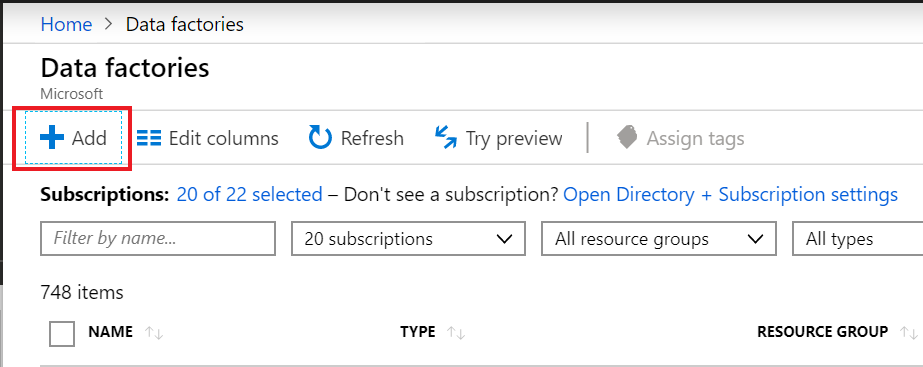 Home > Data factories
Data factories
Microsoft
Add Edit columns Refresh Try preview Assign tags
Subscriptions: 20 of 22 selected – Don't see a subscription? Open Directory + Subscription settings
Filter by name... 20 subscriptions All resource groups All types
748 items
NAME TYPE RESOURCE GROUP